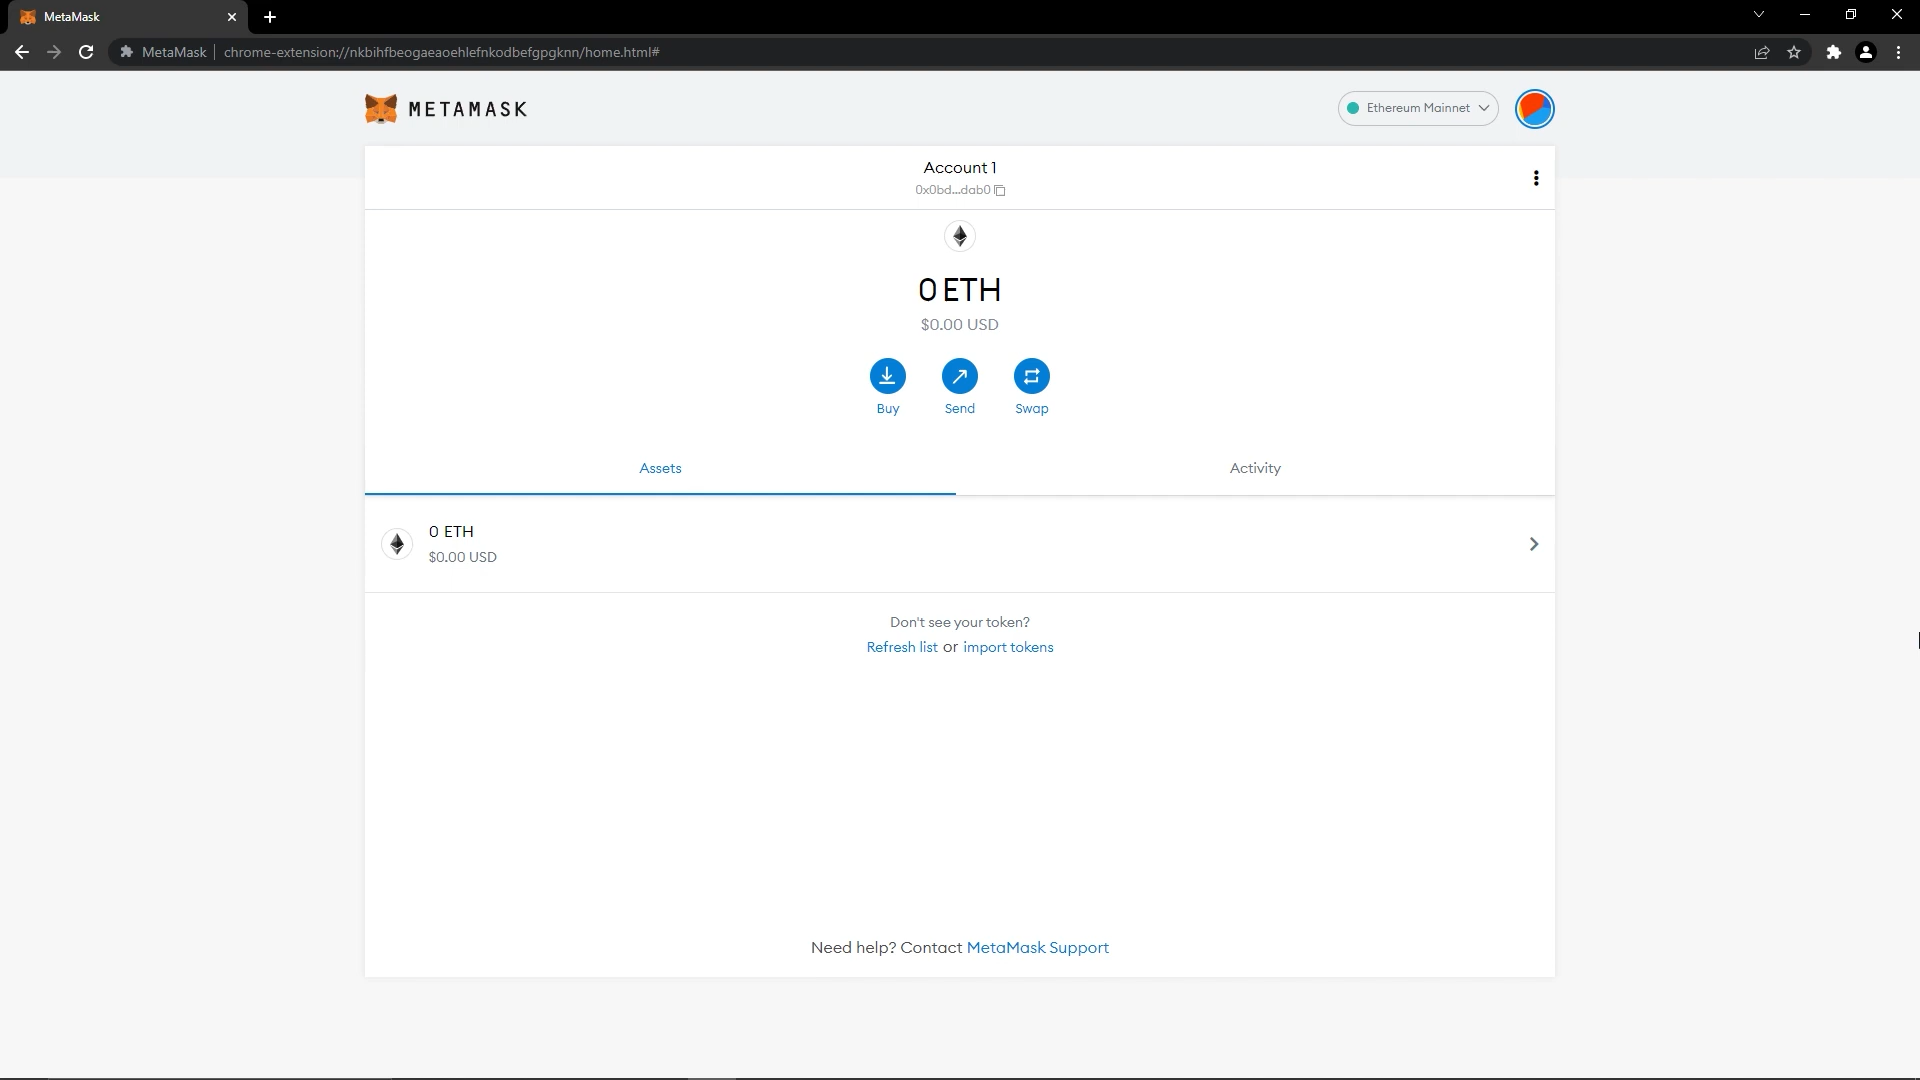 MetaMask
MetaMask | chrome-extension://nkbihfbeogaeaoehlefnkodbefgpgknn/home.html#
METAMASK
Ethereum Mainnet
Account 1
0x0bd...dab0
0 ETH
$0.00 USD
Buy
Send
Swap
Assets
Activity
0 ETH
$0.00 USD
Don't see your token?
Refresh list or import tokens
Need help? Contact MetaMask Support